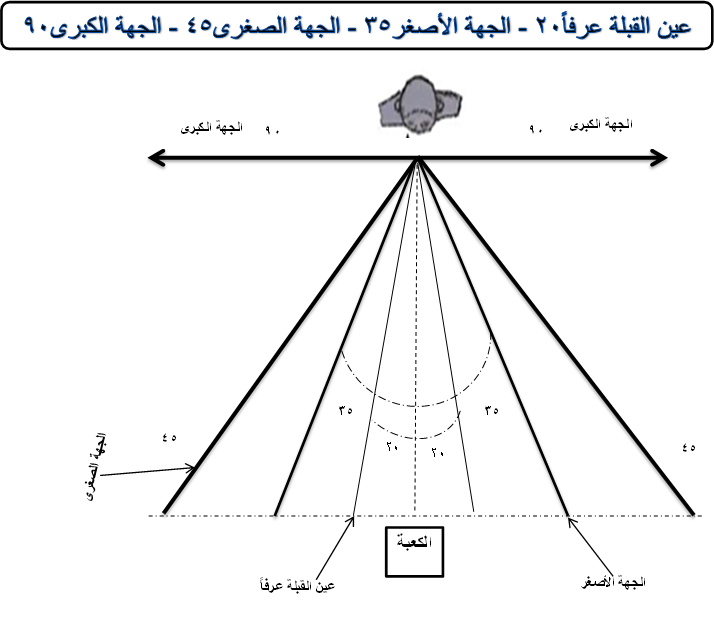 عين القبلة عرفاً٢٠ - الجهة الأصغر٣٥ - الجهة الصغرى٤٥ - الجهة الكبرى٩٠
الجهة الكبرى ٩٠
٩٠ الجهة الكبرى
٣٥
٣٥
٤٥
٢٠
٢٠
٤٥
الجهة الصغرى
الكعبة
الجهة الأصغر
عين القبلة عرفاً